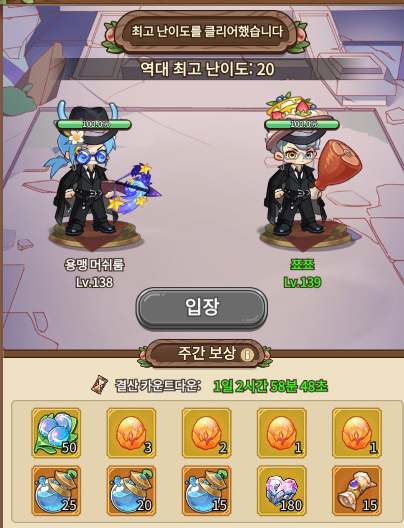 최고 난이도를 클리어했습니다
역대 최고 난이도: 20
100.0%
100.0%
용맹머쉬룸
쯔쯔
Lv.138
Lv.139
입장
주간 보상
결산 카운트다운: 1일 2시간 58분 48초
50
3
2
1
1
25
20
15
180
15